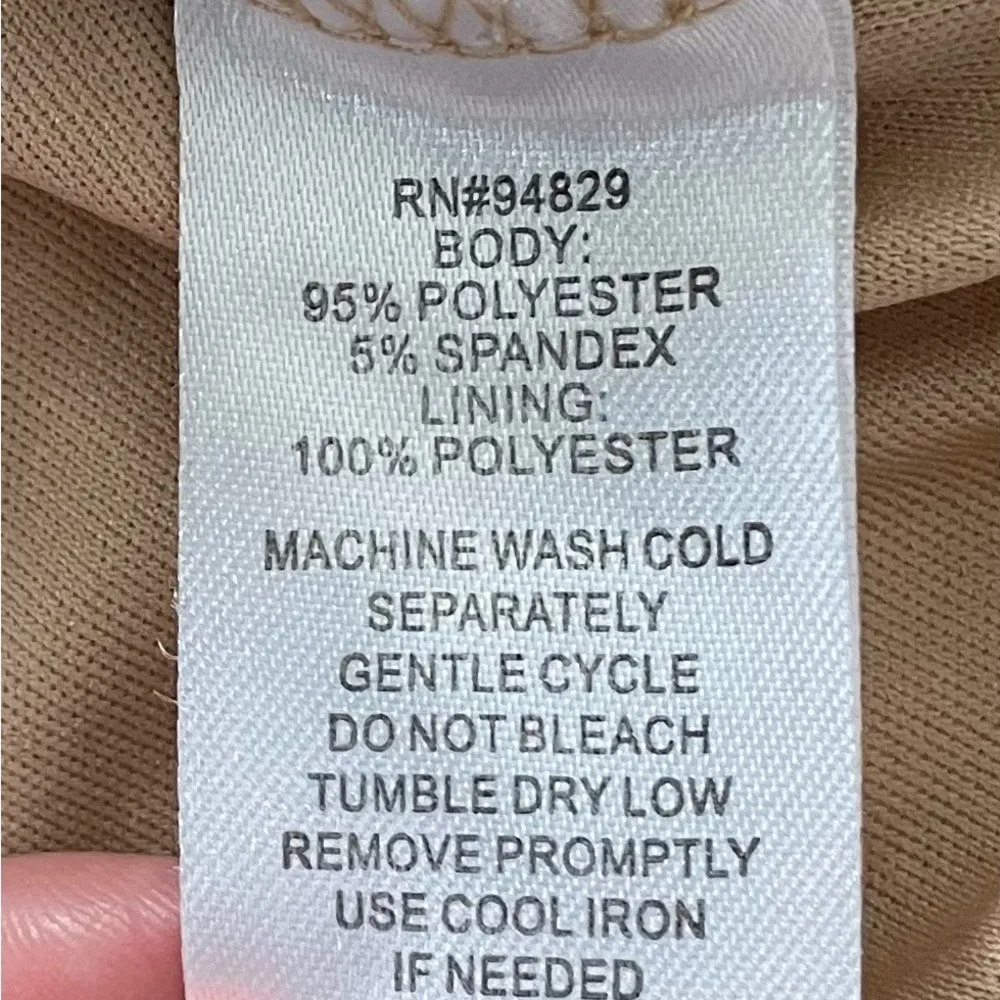 RN#94829
BODY:
95% POLYESTER
5% SPANDEX
LINING:
100% POLYESTER
MACHINE WASH COLD
SEPARATELY
GENTLE CYCLE
DO NOT BLEACH
TUMBLE DRY LOW
REMOVE PROMPTLY
USE COOL IRON
IF NEEDED